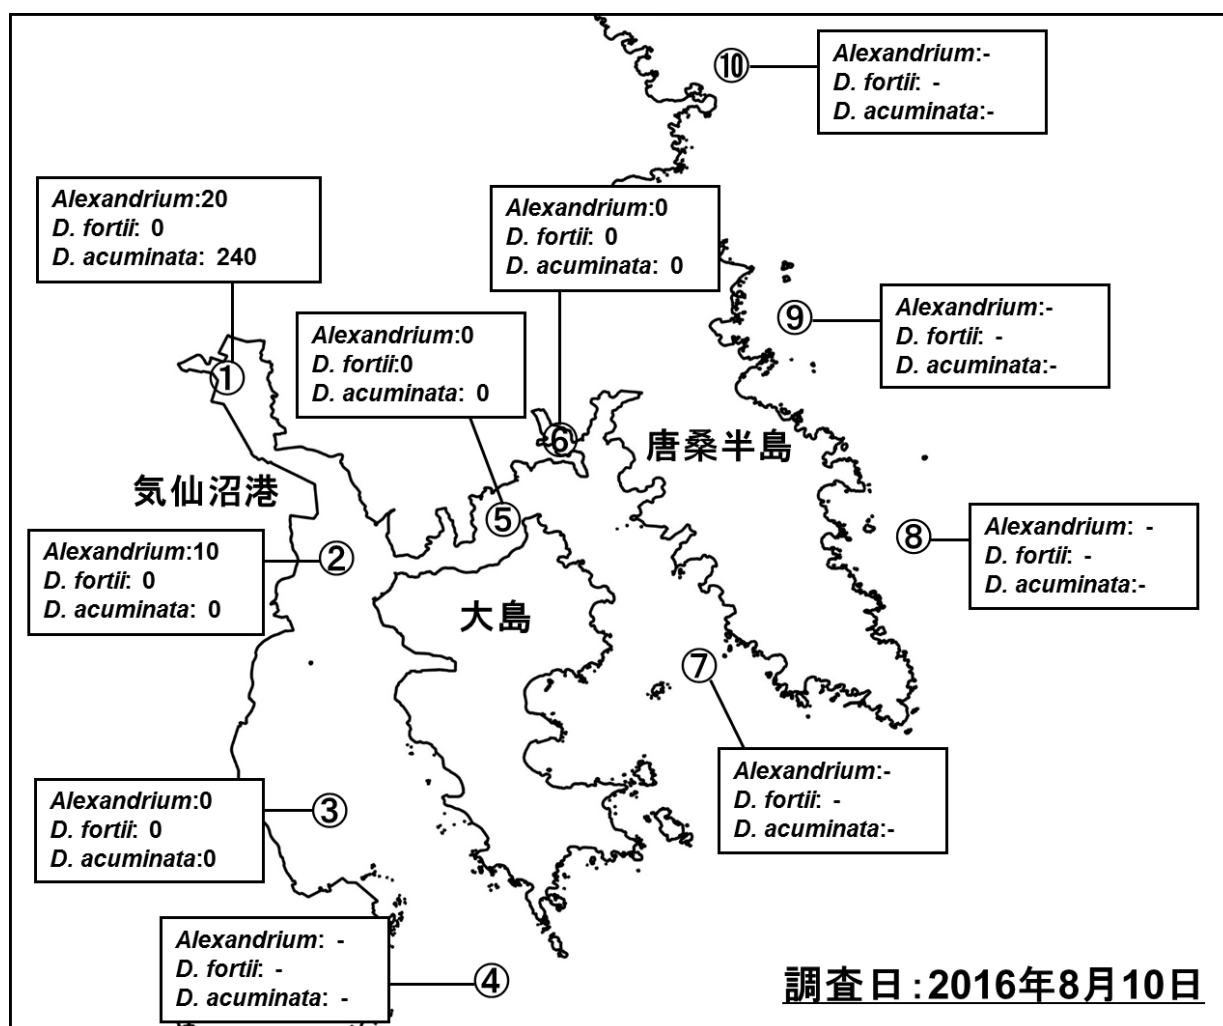 ⑩
Alexandrium:-
D. fortii: -
D. acuminata:-
Alexandrium:20
D. fortii: 0
D. acuminata: 240
①
Alexandrium:0
D. fortii: 0
D. acuminata: 0
⑥
Alexandrium:0
D. fortii:0
D. acuminata: 0
⑤
⑨
Alexandrium:-
D. fortii: -
D. acuminata:-
唐桑半島
気仙沼港
Alexandrium:10
D. fortii: 0
D. acuminata: 0
②
⑧
Alexandrium: -
D. fortii: -
D. acuminata:-
大島
⑦
Alexandrium:-
D. fortii: -
D. acuminata:-
Alexandrium:0
D. fortii: 0
D. acuminata:0
③
Alexandrium: -
D. fortii: -
D. acuminata: -
④
調査日:2016年8月10日